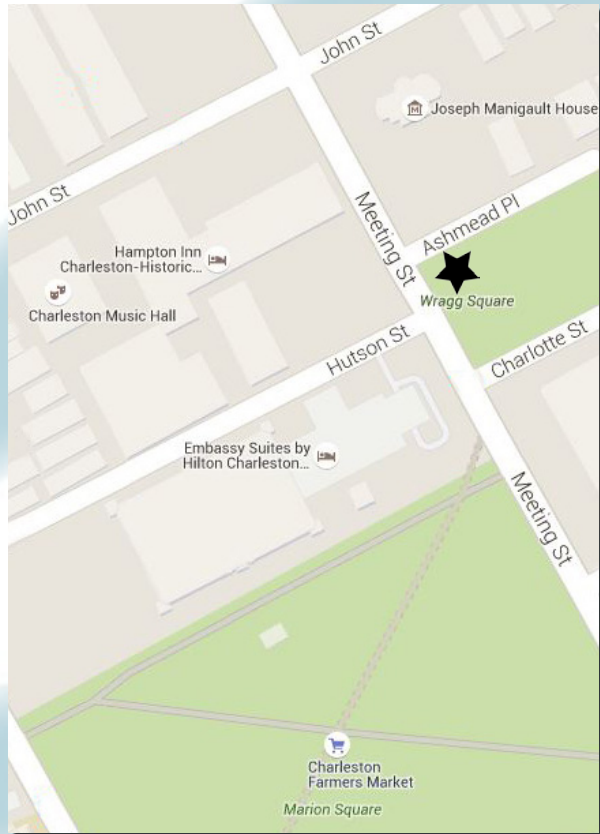 John St
Joseph Manigault House
John St
Meeting St
Ashmead Pl
Hampton Inn
Charleston-Historic...
Wragg Square
Charleston Music Hall
Hutson St
Charlotte St
Embassy Suites by
Hilton Charleston...
Meeting St
Charleston
Farmers Market
Marion Square